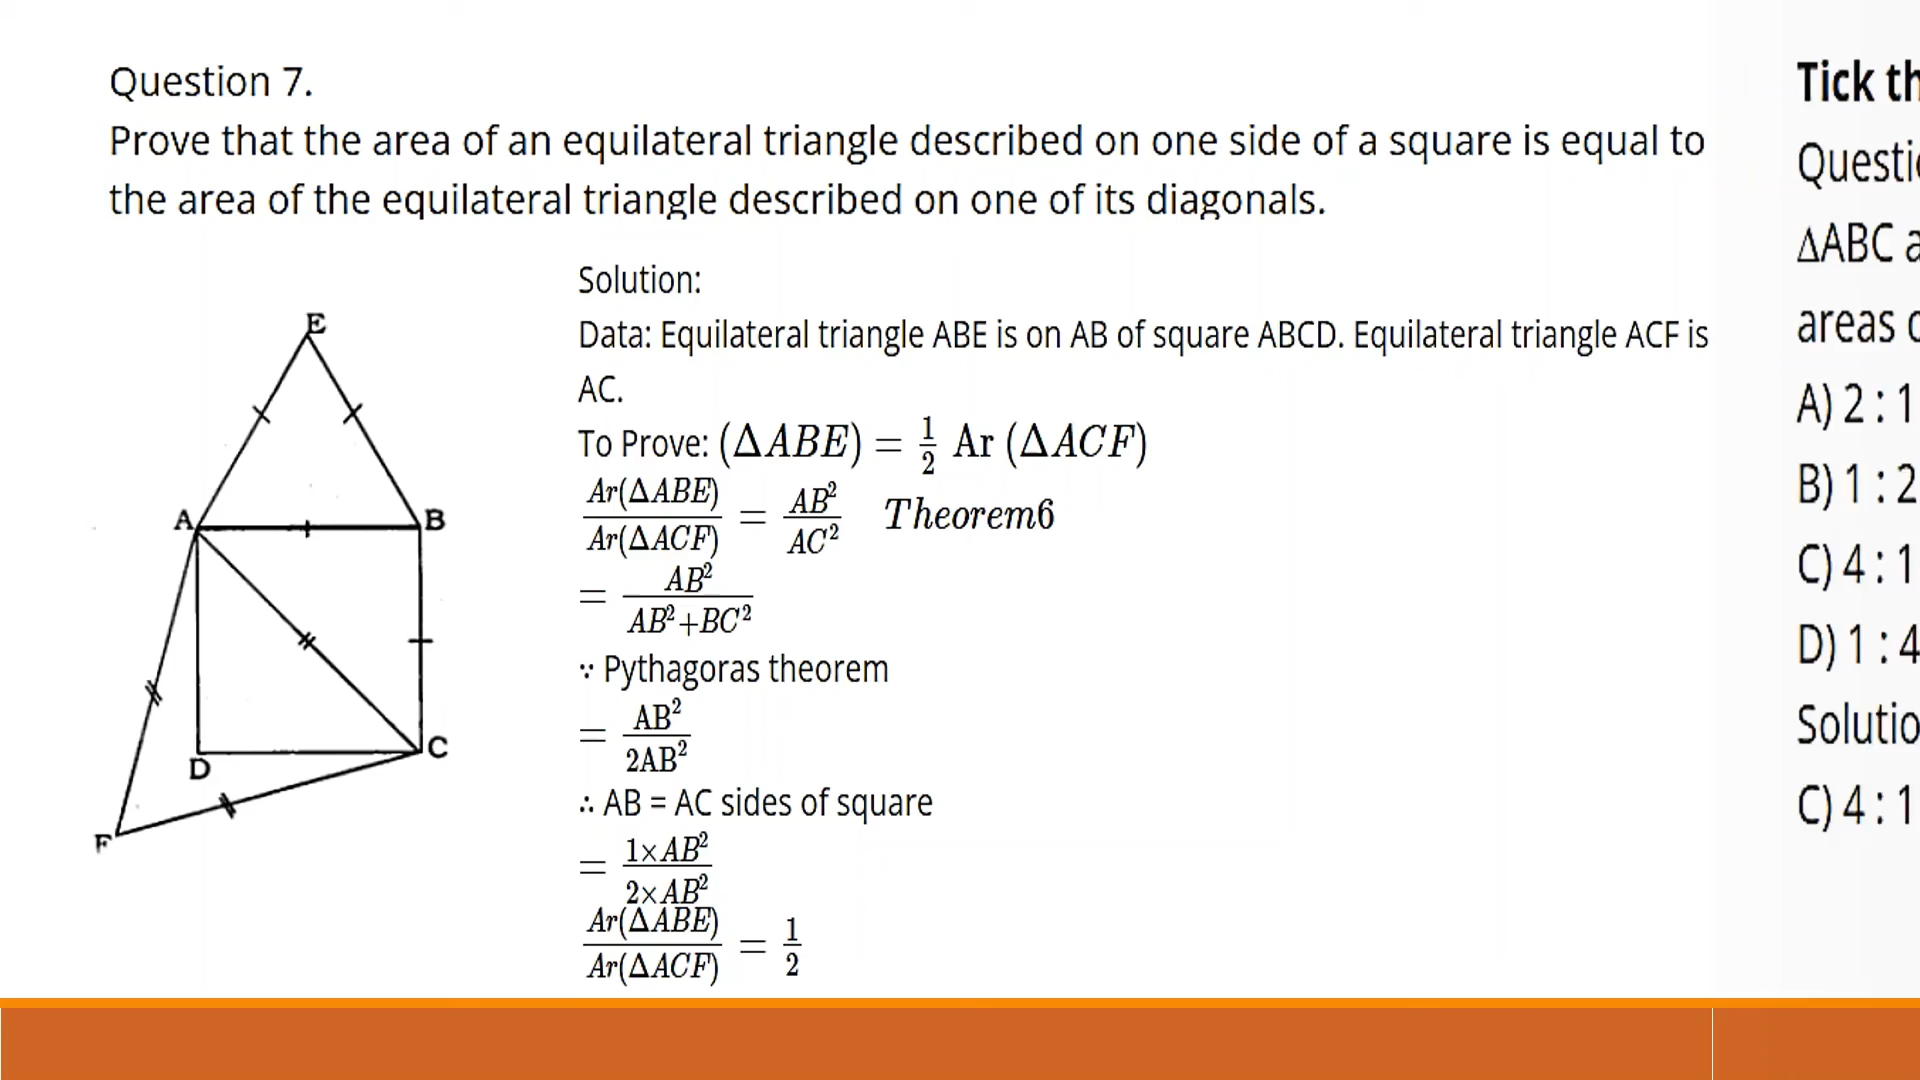 Question 7.
Prove that the area of an equilateral triangle described on one side of a square is equal to
the area of the equilateral triangle described on one of its diagonals.
Solution:
Data: Equilateral triangle ABE is on AB of square ABCD. Equilateral triangle ACF is
AC.
To Prove: (ΔABE) = 1/2 Ar (ΔACF)
Ar(ΔABE)/Ar(ΔACF) = AB²/AC² Theorem6
= AB²/AB²+BC²
∵ Pythagoras theorem
= AB²/2AB²
∴ AB = AC sides of square
= 1×AB²/2×AB²
Ar(ΔABE)/Ar(ΔACF) = 1/2
E
A
B
D
C
F
Tick th
Questi
ΔABC a
areas o
A) 2 : 1
B) 1 : 2
C) 4 : 1
D) 1 : 4
Solutio
C) 4 : 1